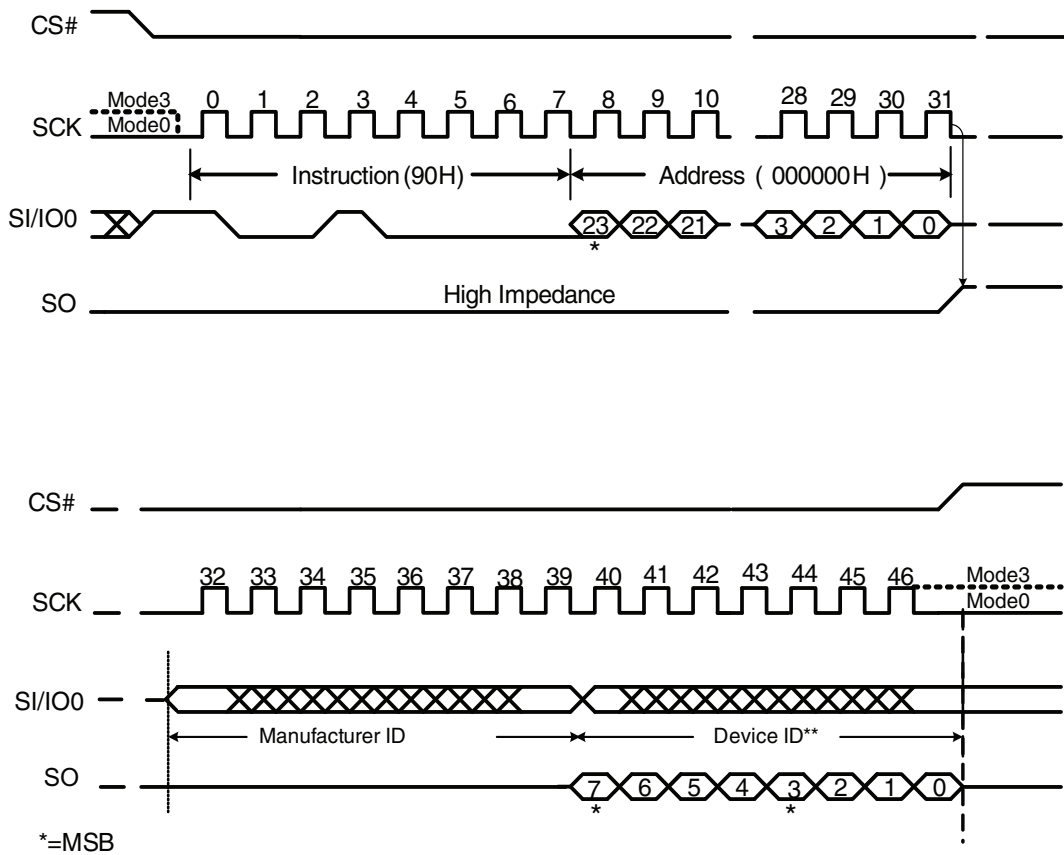 CS#
Mode3
Mode0
SCK
0 1 2 3 4 5 6 7 8 9 10 28 29 30 31
Instruction (90H)
Address ( 000000H )
SI/IO0
23 22 21 3 2 1 0
*
SO
High Impedance
CS#
SCK
32 33 34 35 36 37 38 39 40 41 42 43 44 45 46
Mode3
Mode0
SI/IO0
Manufacturer ID
Device ID**
SO
7 6 5 4 3 2 1 0
* *
*=MSB